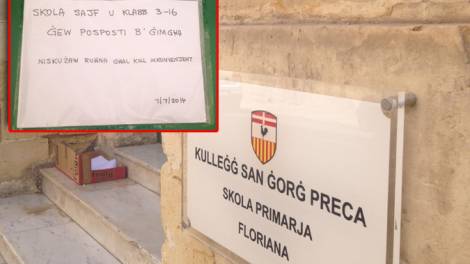 SKOLA SAJF U KLABB 3-16
ĠEW POSPOSTI B' ĠIMGĦA
NISKUŻAW RUĦNA GĦAL KULL INKONVENJENT
7/7/2014
KULLEĠĠ SAN ĠORĠ PRECA
SKOLA PRIMARJA
FLORIANA